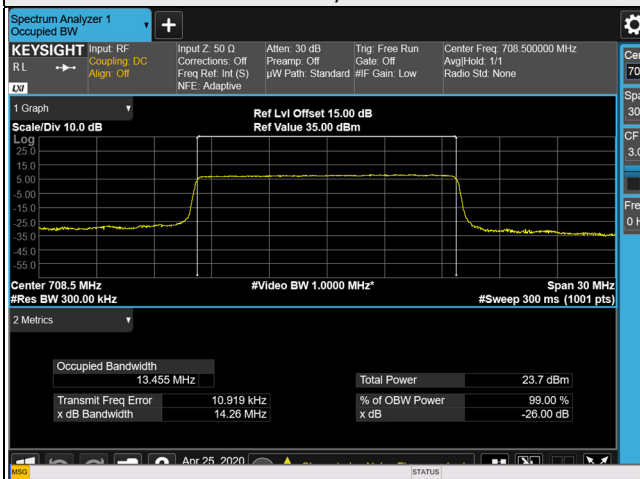 Spectrum Analyzer 1
Occupied BW
+
KEYSIGHT
RL
LXI
Input: RF
Coupling: DC
Align: Off
Input Z: 50 Ω
Corrections: Off
Freq Ref: Int (S)
NFE: Adaptive
Atten: 30 dB
Preamp: Off
µW Path: Standard
Trig: Free Run
Gate: Off
#IF Gain: Low
Center Freq: 708.500000 MHz
Avg|Hold: 1/1
Radio Std: None
1 Graph
Scale/Div 10.0 dB
Ref Lvl Offset 15.00 dB
Ref Value 35.00 dBm
Log
25.0
15.0
5.00
-5.00
-15.0
-25.0
-35.0
-45.0
-55.0
Center 708.5 MHz
#Res BW 300.00 kHz
#Video BW 1.0000 MHz*
Span 30 MHz
#Sweep 300 ms (1001 pts)
2 Metrics
Occupied Bandwidth
13.455 MHz
Total Power 23.7 dBm
Transmit Freq Error 10.919 kHz
% of OBW Power 99.00 %
x dB Bandwidth 14.26 MHz
x dB -26.00 dB
Apr 25, 2020
MSG
STATUS